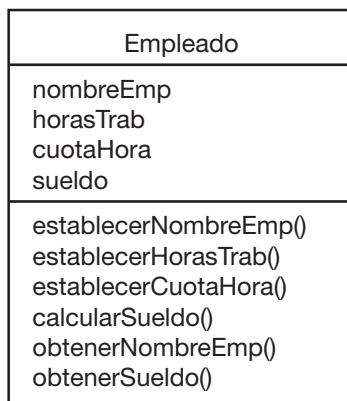 Empleado
nombreEmp
horasTrab
cuotaHora
sueldo
establecerNombreEmp()
establecerHorasTrab()
establecerCuotaHora()
calcularSueldo()
obtenerNombreEmp()
obtenerSueldo()